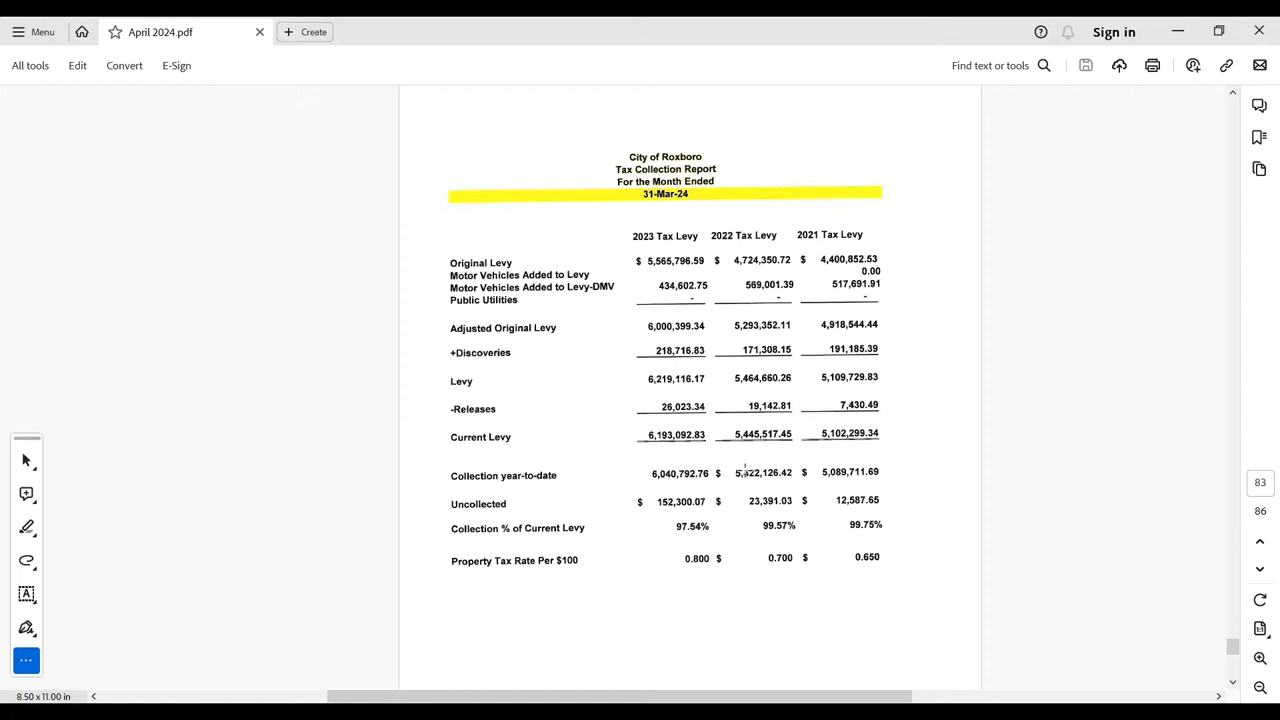 Menu
April 2024.pdf
Create
Sign in
All tools Edit Convert E-Sign
Find text or tools
City of Roxboro
Tax Collection Report
For the Month Ended
31-Mar-24
2023 Tax Levy 2022 Tax Levy 2021 Tax Levy
Original Levy $ 5,565,796.59 $ 4,724,350.72 $ 4,400,852.53
Motor Vehicles Added to Levy 0.00
Motor Vehicles Added to Levy-DMV 434,602.75 569,001.39 517,691.91
Public Utilities - - -
Adjusted Original Levy 6,000,399.34 5,293,352.11 4,918,544.44
+Discoveries 218,716.83 171,308.15 191,185.39
Levy 6,219,116.17 5,464,660.26 5,109,729.83
-Releases 26,023.34 19,142.81 7,430.49
Current Levy 6,193,092.83 5,445,517.45 5,102,299.34
Collection year-to-date 6,040,792.76 $ 5,422,126.42 $ 5,089,711.69
Uncollected $ 152,300.07 $ 23,391.03 $ 12,587.65
Collection % of Current Levy 97.54% 99.57% 99.75%
Property Tax Rate Per $100 0.800 $ 0.700 $ 0.650
83
86
8.50 x 11.00 in